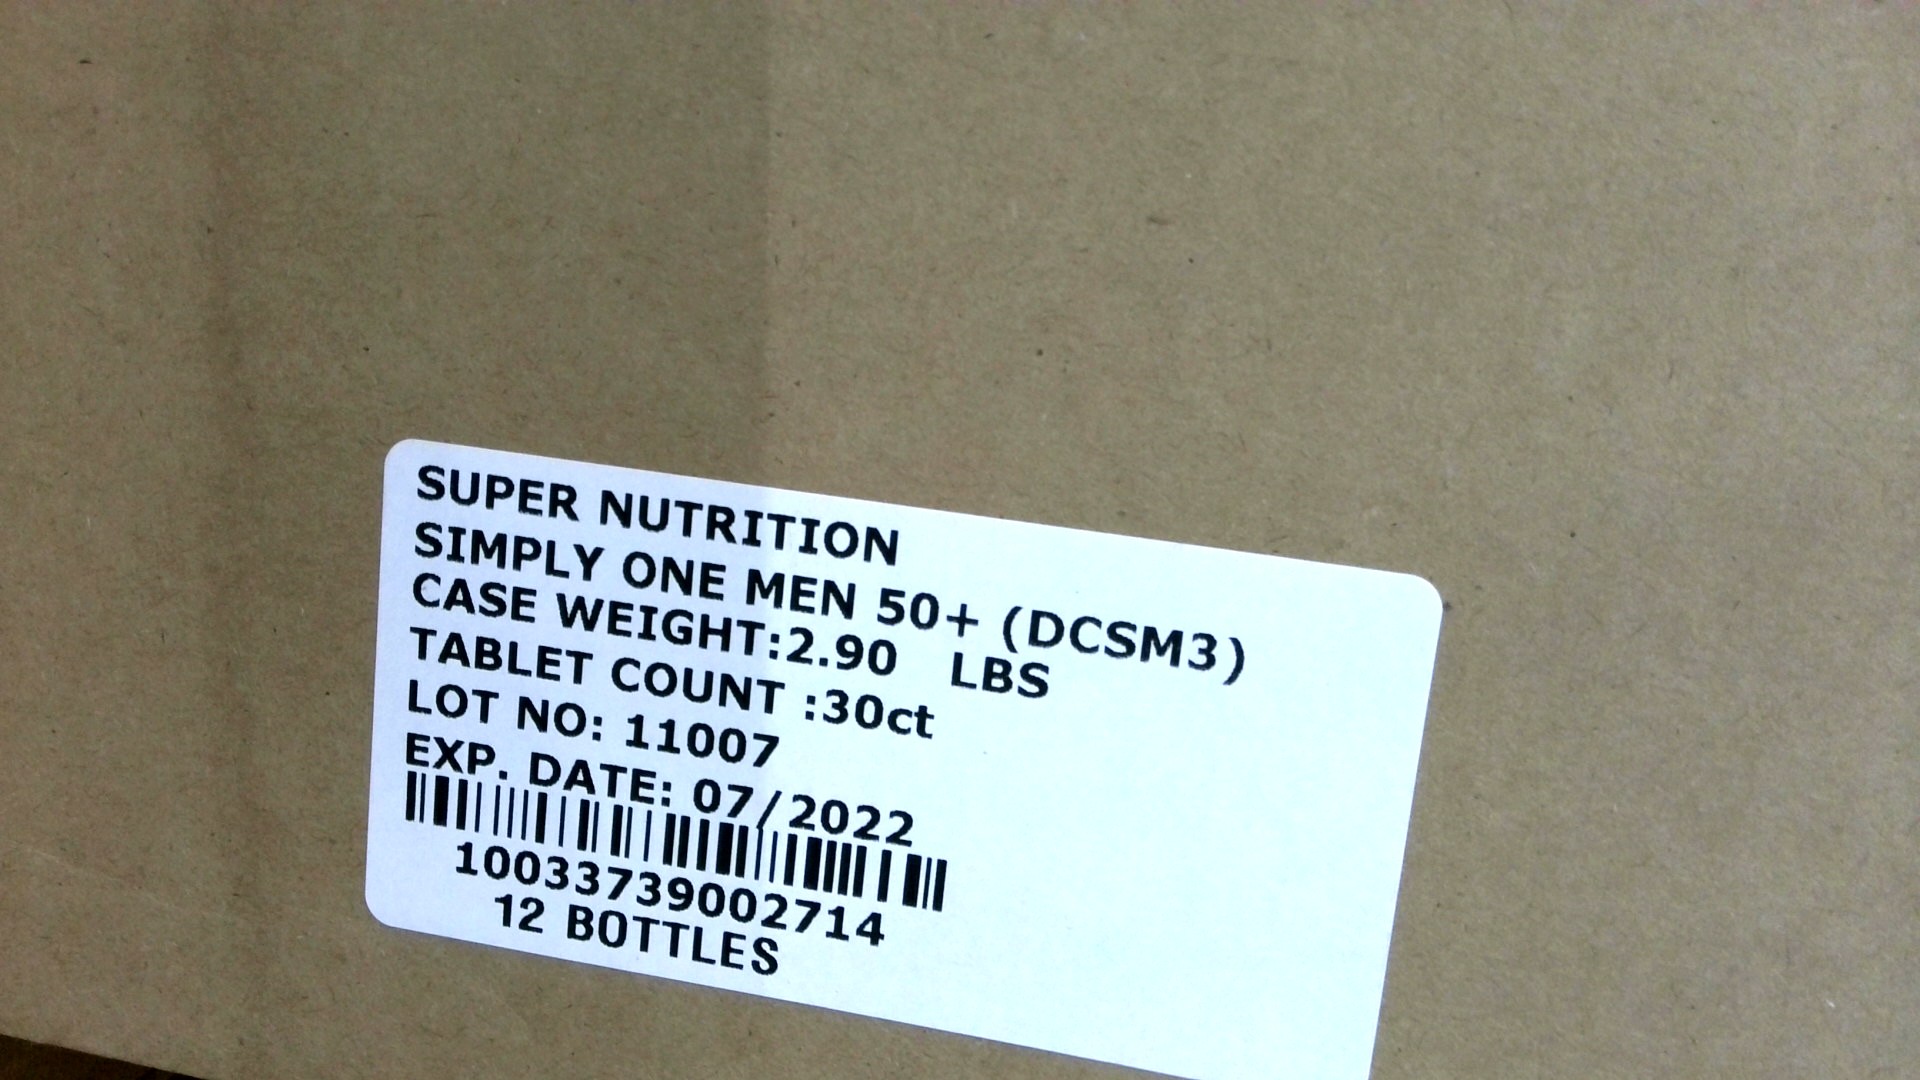 SUPER NUTRITION
SIMPLY ONE MEN 50+ (DCSM3)
CASE WEIGHT:2.90 LBS
TABLET COUNT :30ct
LOT NO: 11007
EXP. DATE: 07/2022
10033739002714
12 BOTTLES